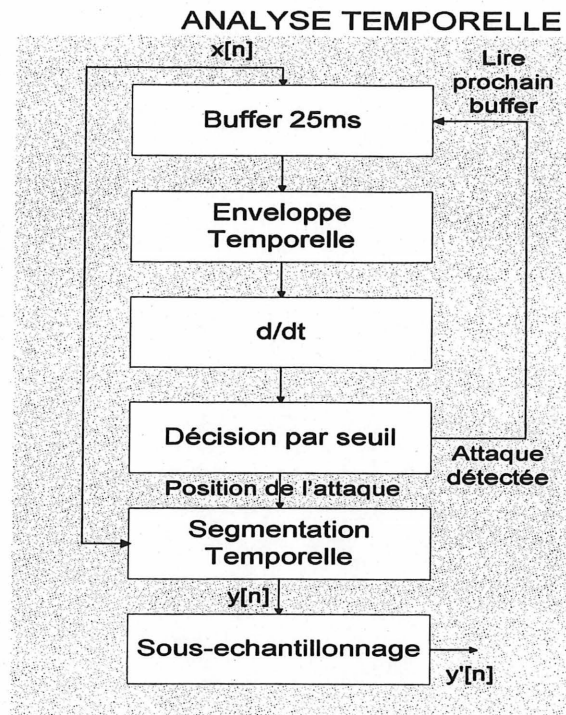 ANALYSE TEMPORELLE
x[n]
Lire
prochain
buffer
Buffer 25ms
Enveloppe
Temporelle
d/dt
Décision par seuil
Attaque
détectée
Position de l'attaque
Segmentation
Temporelle
y[n]
Sous-echantillonnage
y'[n]